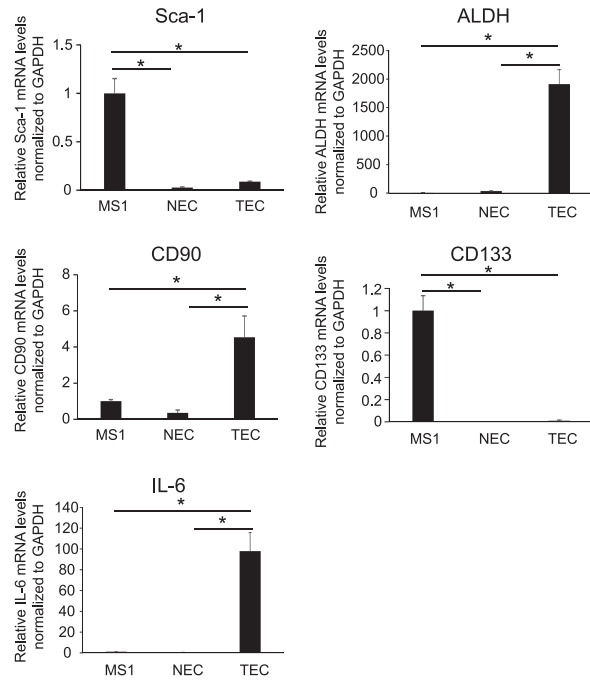 Sca-1
Relative Sca-1 mRNA levels
normalized to GAPDH
1.5
1
0.5
0
*
*
MS1 NEC TEC
ALDH
Relative ALDH mRNA levels
normalized to GAPDH
2500
2000
1500
1000
500
0
*
*
MS1 NEC TEC
CD90
Relative CD90 mRNA levels
normalized to GAPDH
8
6
4
2
0
*
*
MS1 NEC TEC
CD133
Relative CD133 mRNA levels
normalized to GAPDH
1.2
1
0.8
0.6
0.4
0.2
0
*
*
MS1 NEC TEC
IL-6
Relative IL-6 mRNA levels
normalized to GAPDH
140
120
100
80
60
40
20
0
*
*
MS1 NEC TEC